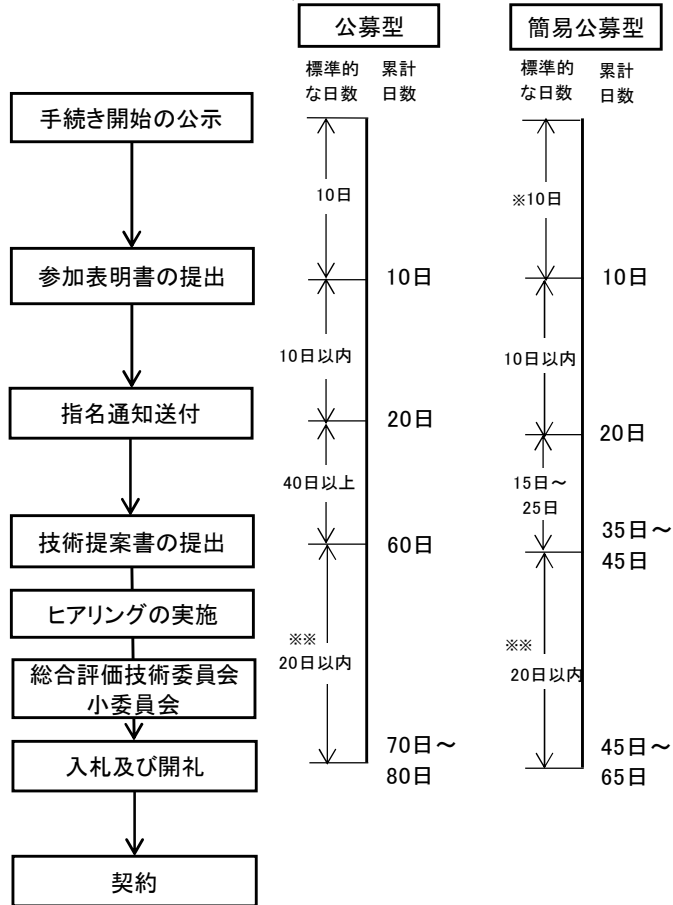 公募型
簡易公募型
標準的
な日数
累計
日数
標準的
な日数
累計
日数
手続き開始の公示
10日
※10日
参加表明書の提出
10日
10日
10日以内
10日以内
指名通知送付
20日
20日
40日以上
15日～
25日
技術提案書の提出
60日
35日～
45日
ヒアリングの実施
※※
20日以内
※※
20日以内
総合評価技術委員会
小委員会
入札及び開札
70日～
80日
45日～
65日
契約